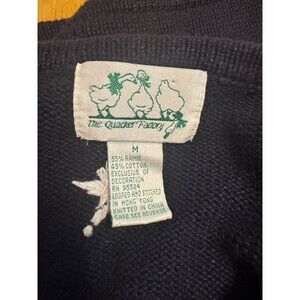 The Quacker Factory
M
55% RAMIE
45% COTTON
EXCLUSIVE OF
DECORATION
RN 95524
LOOPED AND STITCHED
IN HONG KONG
KNITTED IN CHINA
CARE SEE REVERSE